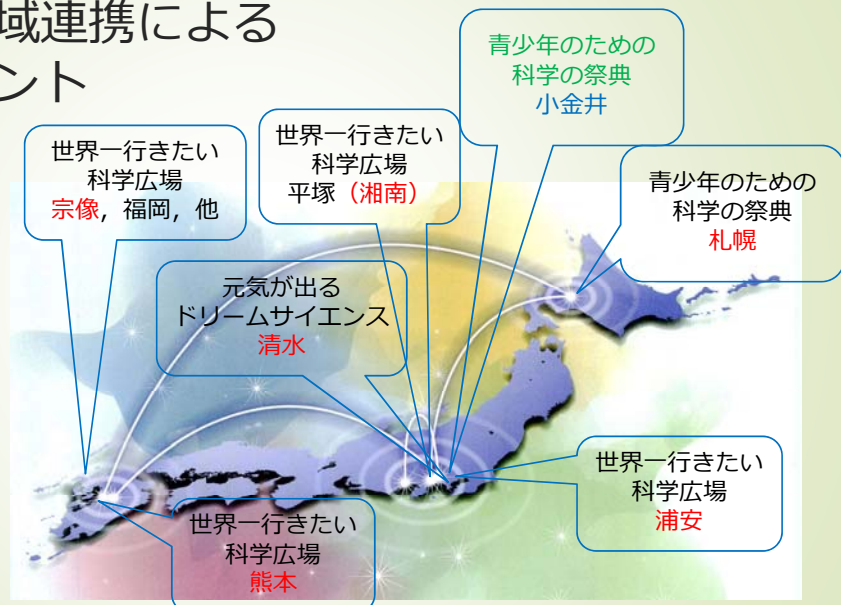 域連携による
ント
青少年のための
科学の祭典
小金井
世界一行きたい
科学広場
宗像，福岡，他
世界一行きたい
科学広場
平塚（湘南）
青少年のための
科学の祭典
札幌
元気が出る
ドリームサイエンス
清水
世界一行きたい
科学広場
浦安
世界一行きたい
科学広場
熊本